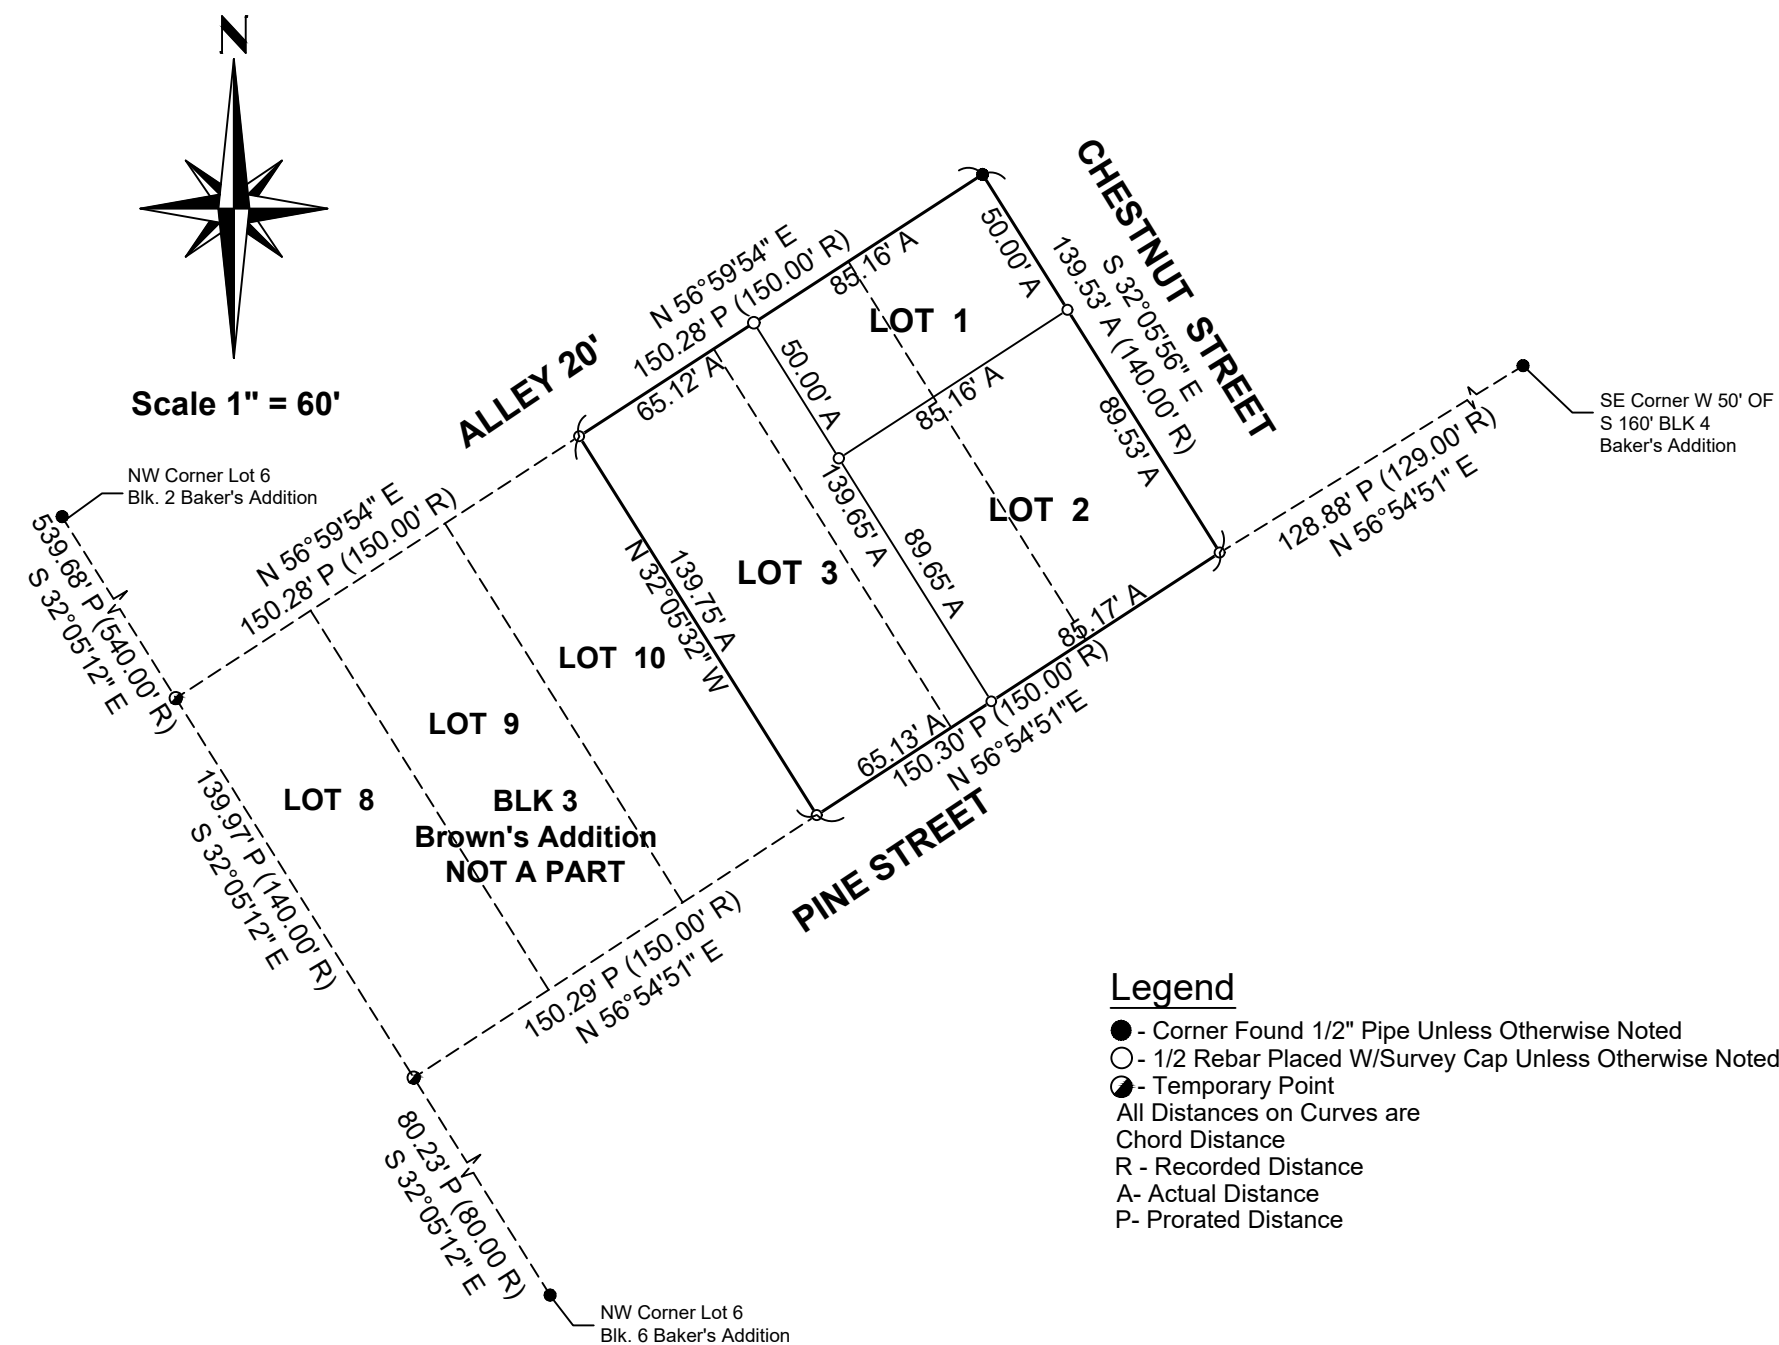 N
Scale 1" = 60'
ALLEY 20'
CHESTNUT STREET
PINE STREET
N 56°59'54" E
150.28' P (150.00' R)
85.16' A
65.12' A
50.00' A
139.53' A (140.00' R)
S 32°05'56" E
89.53' A
LOT 1
50.00' A
85.16' A
139.65' A
89.65' A
LOT 2
LOT 3
128.88' P (129.00' R)
N 56°54'51" E
SE Corner W 50' OF
S 160' BLK 4
Baker's Addition
NW Corner Lot 6
Blk. 2 Baker's Addition
539.68' P (540.00' R)
S 32°05'12" E
N 56°59'54" E
150.28' P (150.00' R)
139.75' A
N 32°05'32" W
LOT 10
LOT 9
LOT 8
BLK 3
Brown's Addition
NOT A PART
85.17' A
65.13' A
150.30' P (150.00' R)
N 56°54'51"E
139.97' P (140.00' R)
S 32°05'12" E
150.29' P (150.00' R)
N 56°54'51" E
80.23' P (80.00 R)
S 32°05'12" E
NW Corner Lot 6
Blk. 6 Baker's Addition
Legend
- Corner Found 1/2" Pipe Unless Otherwise Noted
- 1/2 Rebar Placed W/Survey Cap Unless Otherwise Noted
- Temporary Point
All Distances on Curves are
Chord Distance
R - Recorded Distance
A- Actual Distance
P- Prorated Distance